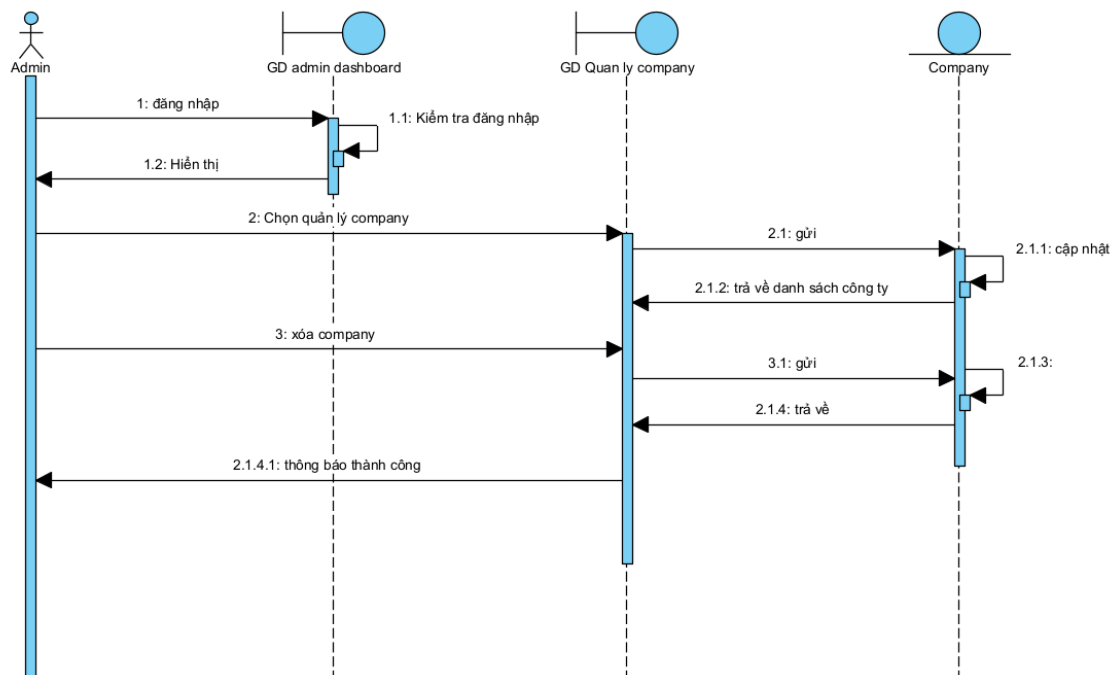 Admin
GD admin dashboard
GD Quan ly company
Company
1: đăng nhập
1.1: Kiểm tra đăng nhập
1.2: Hiển thị
2: Chọn quản lý company
2.1: gửi
2.1.1: cập nhật
2.1.2: trả về danh sách công ty
3: xóa company
3.1: gửi
2.1.3:
2.1.4: trả về
2.1.4.1: thông báo thành công